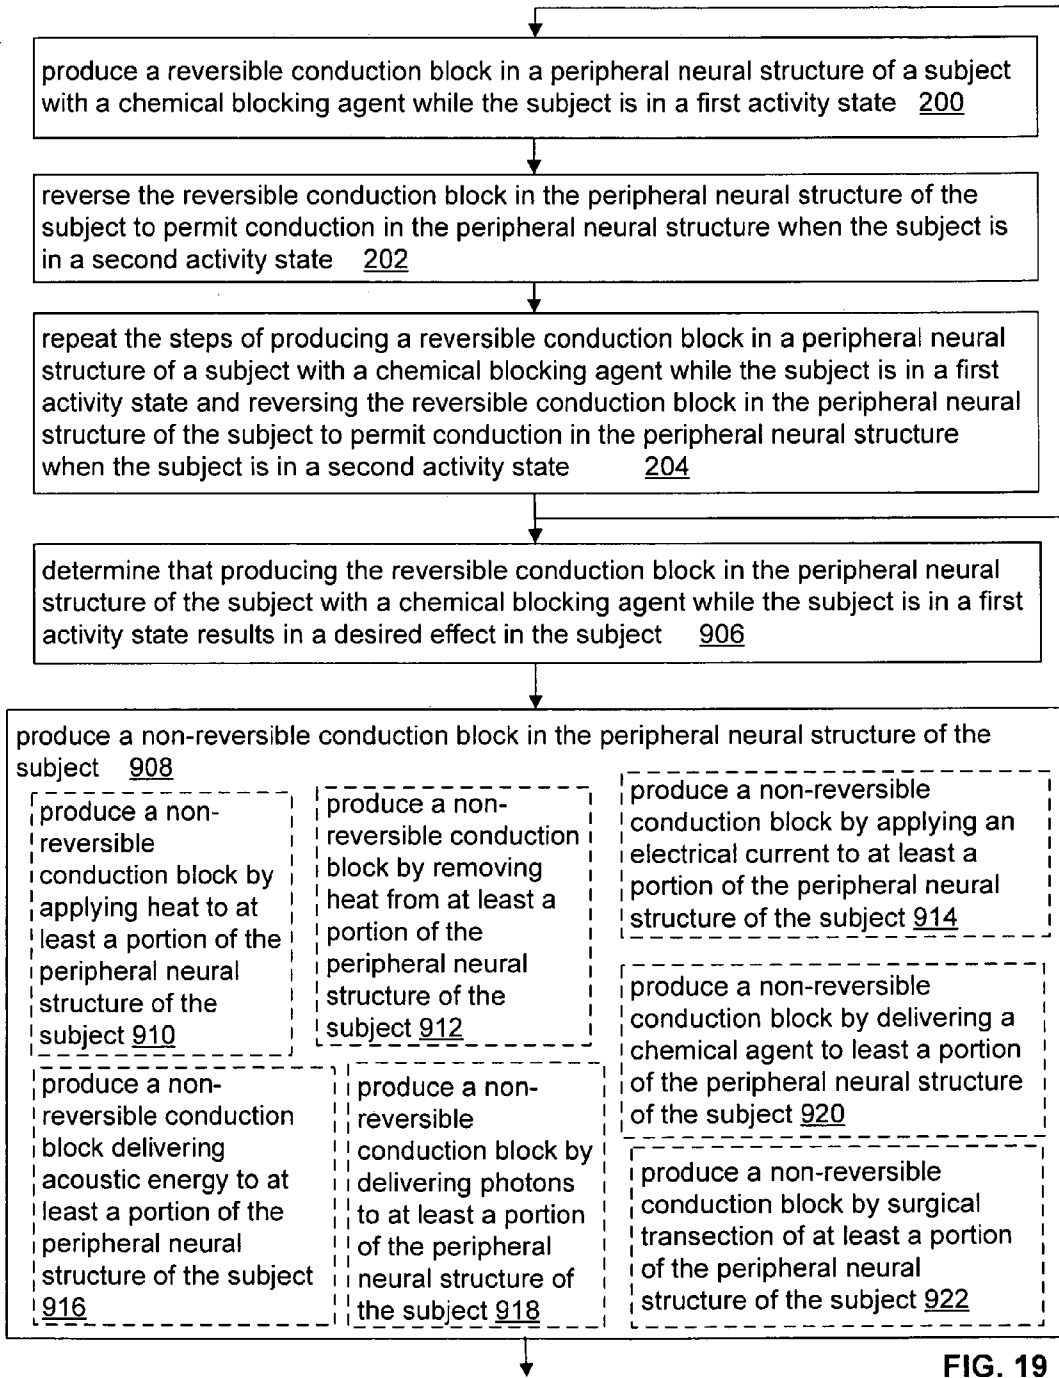 produce a reversible conduction block in a peripheral neural structure of a subject
with a chemical blocking agent while the subject is in a first activity state 200
reverse the reversible conduction block in the peripheral neural structure of the
subject to permit conduction in the peripheral neural structure when the subject is
in a second activity state 202
repeat the steps of producing a reversible conduction block in a peripheral neural
structure of a subject with a chemical blocking agent while the subject is in a first
activity state and reversing the reversible conduction block in the peripheral neural
structure of the subject to permit conduction in the peripheral neural structure
when the subject is in a second activity state 204
determine that producing the reversible conduction block in the peripheral neural
structure of the subject with a chemical blocking agent while the subject is in a first
activity state results in a desired effect in the subject 906
produce a non-reversible conduction block in the peripheral neural structure of the
subject 908
produce a non-
reversible
conduction block by
applying heat to at
least a portion of the
peripheral neural
structure of the
subject 910
produce a non-
reversible conduction
block by removing
heat from at least a
portion of the
peripheral neural
structure of the
subject 912
produce a non-reversible
conduction block by applying an
electrical current to at least a
portion of the peripheral neural
structure of the subject 914
produce a non-
reversible conduction
block delivering
acoustic energy to at
least a portion of the
peripheral neural
structure of the subject
916
produce a non-
reversible
conduction block by
delivering photons
to at least a portion
of the peripheral
neural structure of
the subject 918
produce a non-reversible
conduction block by delivering a
chemical agent to least a portion
of the peripheral neural structure
of the subject 920
produce a non-reversible
conduction block by surgical
transection of at least a portion
of the peripheral neural
structure of the subject 922
FIG. 19